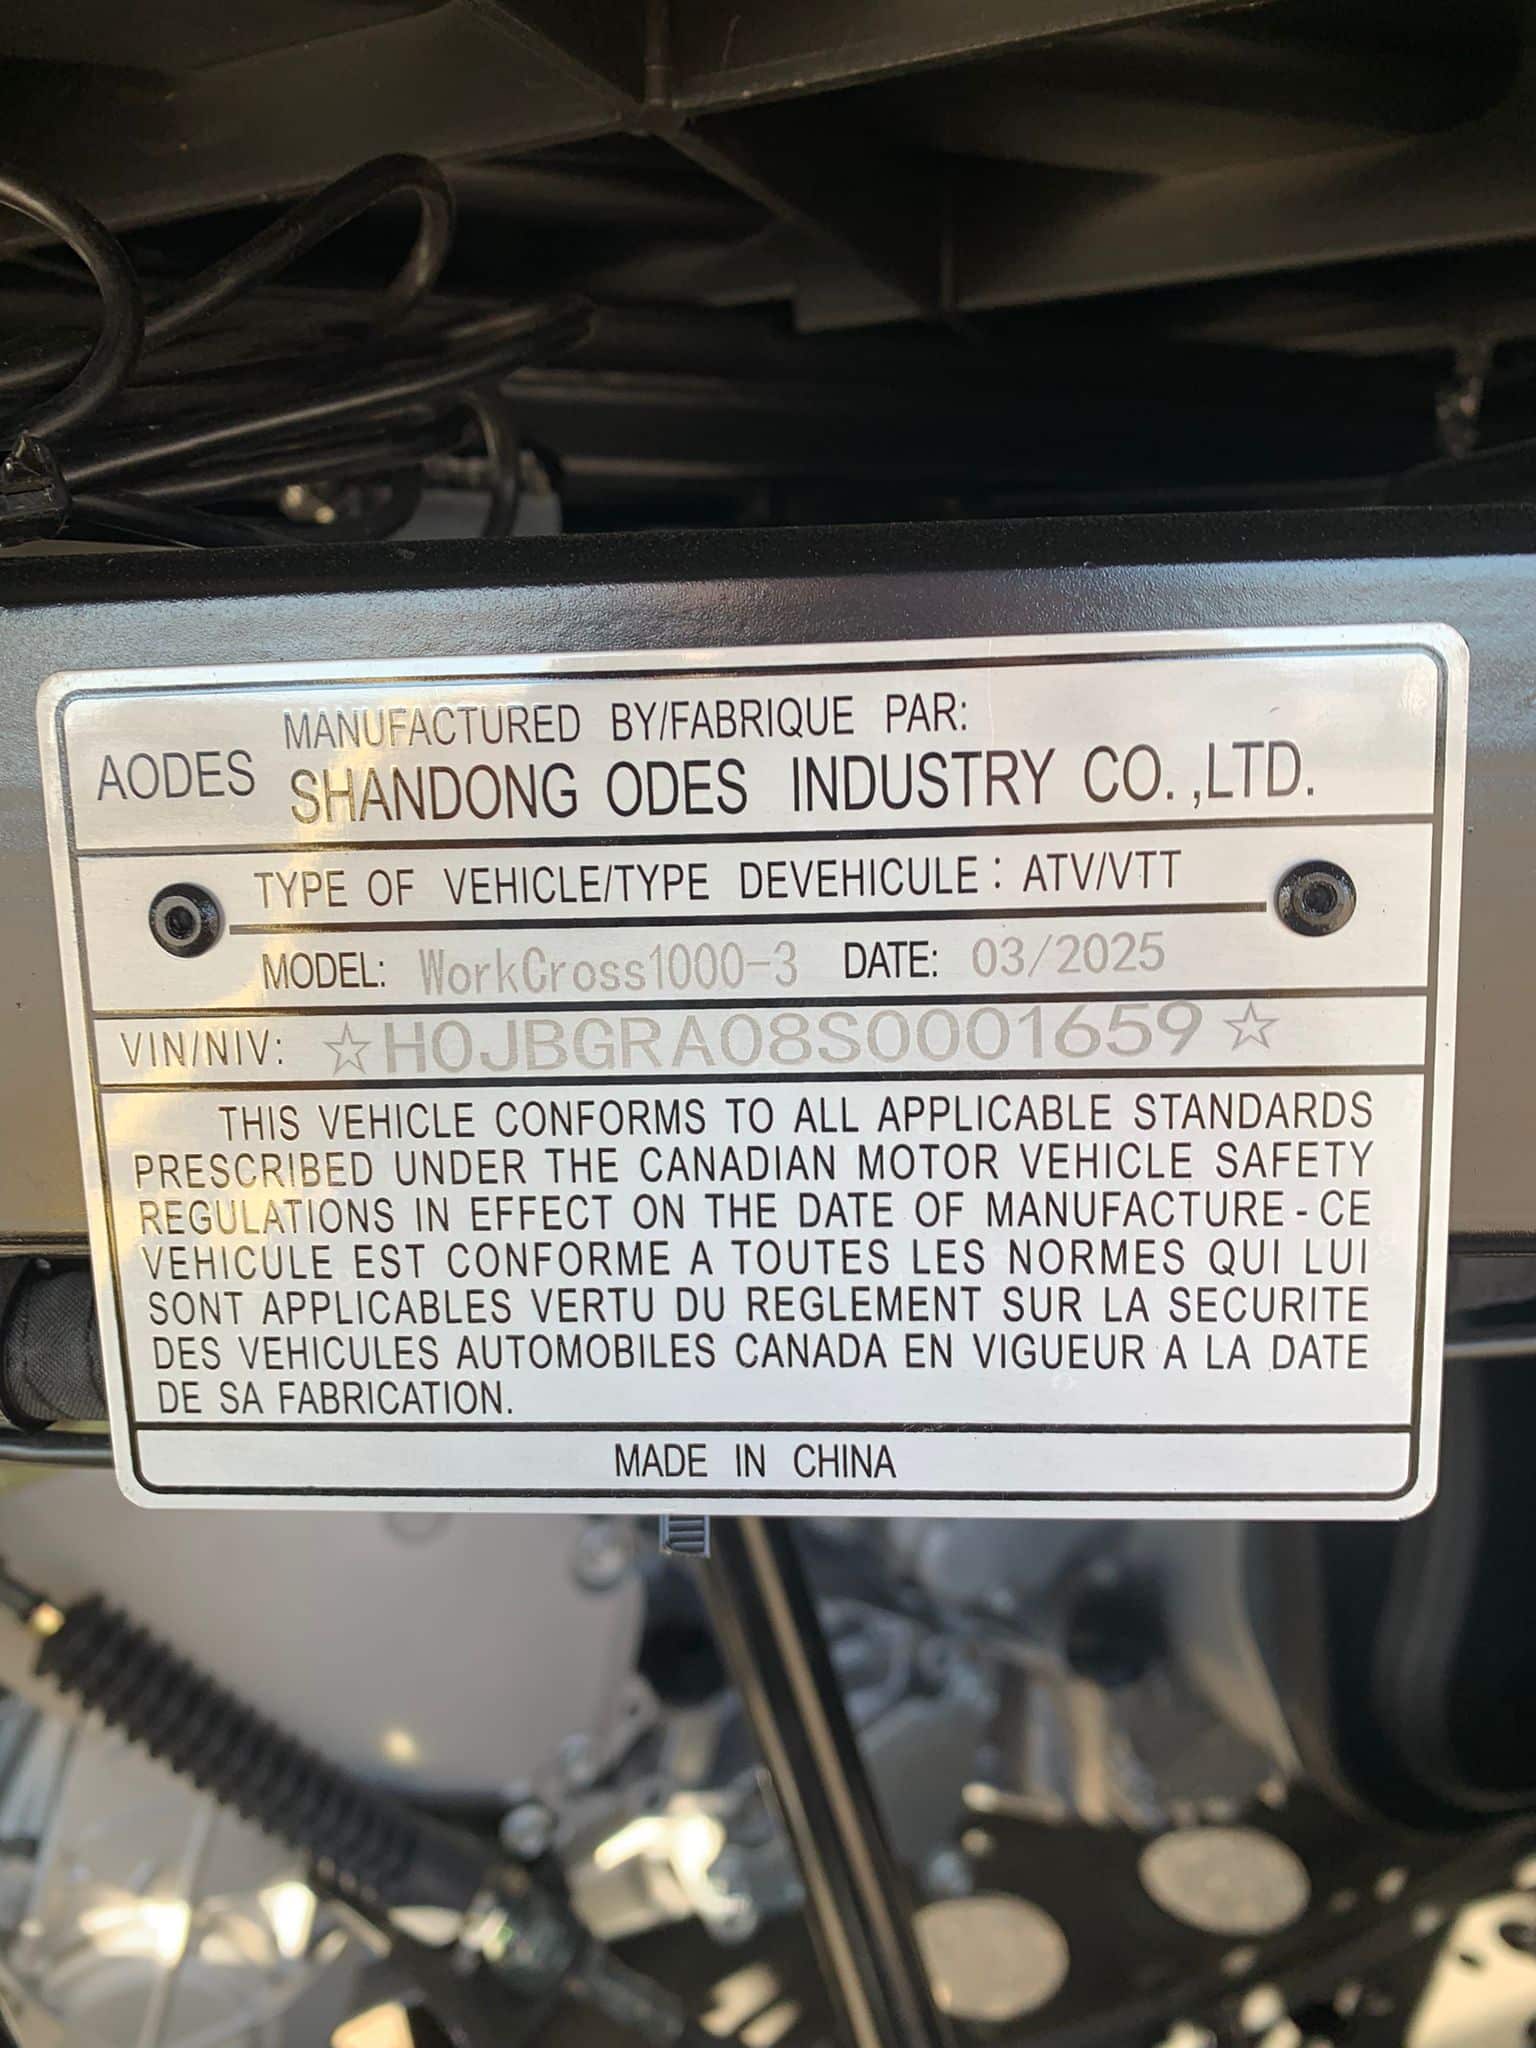 MANUFACTURED BY/FABRIQUE PAR:
AODES SHANDONG ODES INDUSTRY CO.,LTD.
TYPE OF VEHICLE/TYPE DEVEHICULE: ATV/VTT
MODEL: WorkCross1000-3 DATE: 03/2025
VIN/NIV: ☆H0JBGRA08S0001659☆
THIS VEHICLE CONFORMS TO ALL APPLICABLE STANDARDS
PRESCRIBED UNDER THE CANADIAN MOTOR VEHICLE SAFETY
REGULATIONS IN EFFECT ON THE DATE OF MANUFACTURE - CE
VEHICULE EST CONFORME A TOUTES LES NORMES QUI LUI
SONT APPLICABLES VERTU DU REGLEMENT SUR LA SECURITE
DES VEHICULES AUTOMOBILES CANADA EN VIGUEUR A LA DATE
DE SA FABRICATION.
MADE IN CHINA